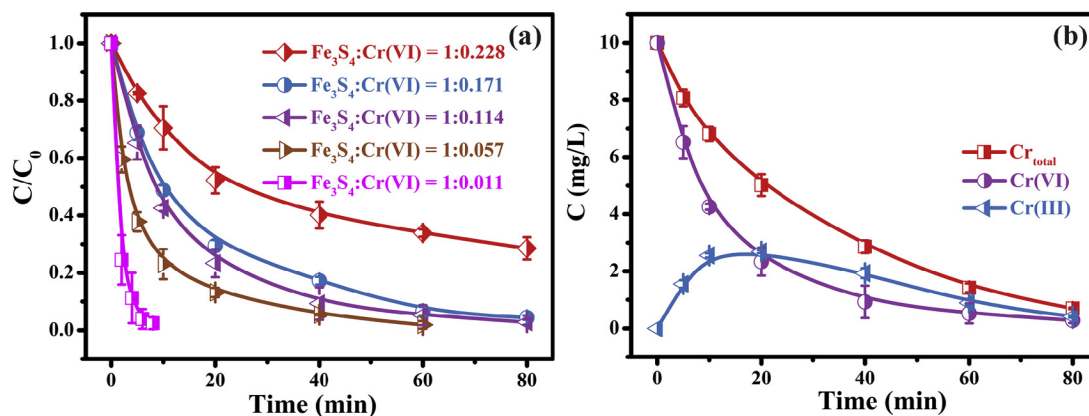 (a)
Fe₃S₄:Cr(VI) = 1:0.228
Fe₃S₄:Cr(VI) = 1:0.171
Fe₃S₄:Cr(VI) = 1:0.114
Fe₃S₄:Cr(VI) = 1:0.057
Fe₃S₄:Cr(VI) = 1:0.011
C/C₀
1.0
0.8
0.6
0.4
0.2
0.0
0 20 40 60 80
Time (min)
(b)
Cr_total
Cr(VI)
Cr(III)
C (mg/L)
10
8
6
4
2
0
0 20 40 60 80
Time (min)